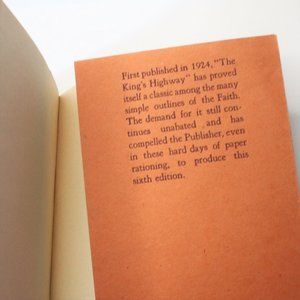 First published in 1924, "The
King's Highway" has proved
itself a classic among the many
simple outlines of the Faith.
The demand for it still con-
tinues unabated and has
compelled the Publisher, even
in these hard days of paper
rationing, to produce this
sixth edition.